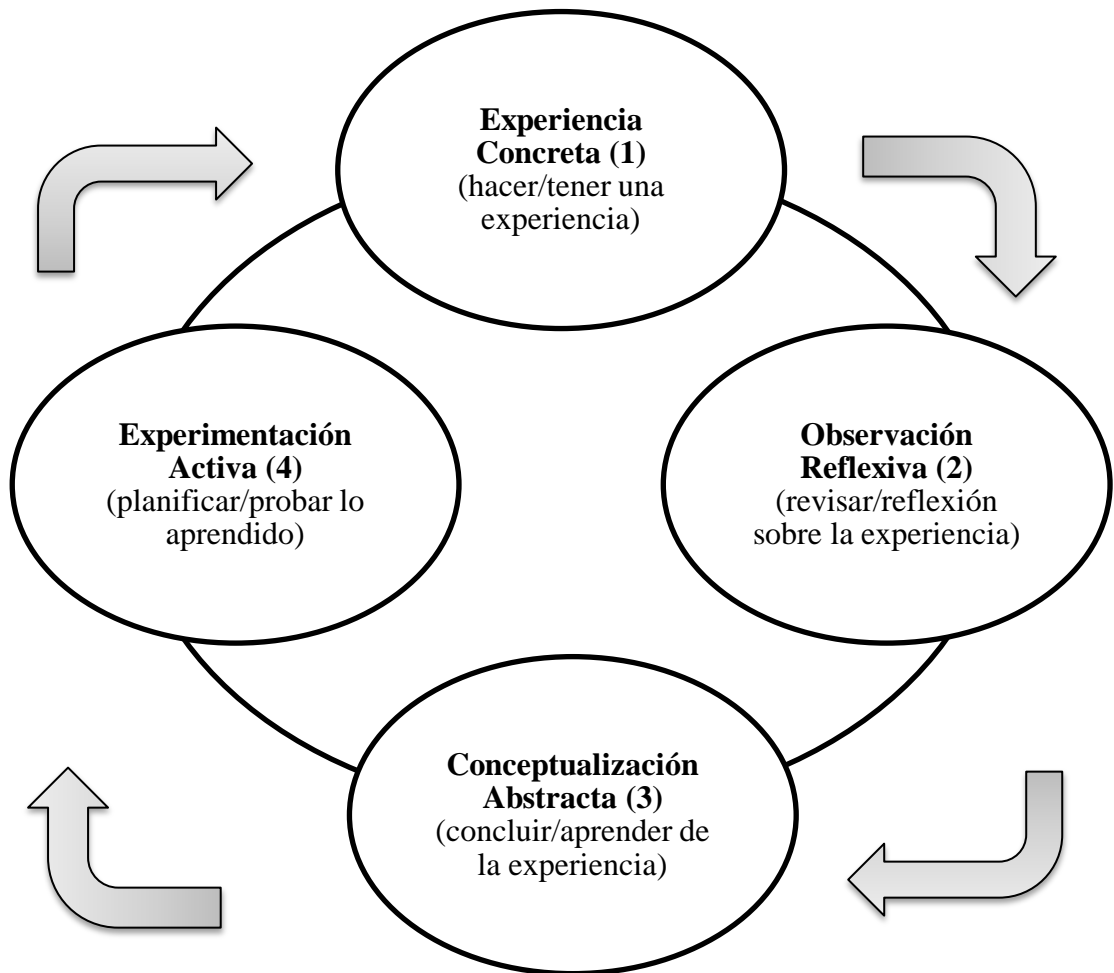 Experiencia
Concreta (1)
(hacer/tener una
experiencia)
Observación
Reflexiva (2)
(revisar/reflexión
sobre la experiencia)
Conceptualización
Abstracta (3)
(concluir/aprender de
la experiencia)
Experimentación
Activa (4)
(planificar/probar lo
aprendido)